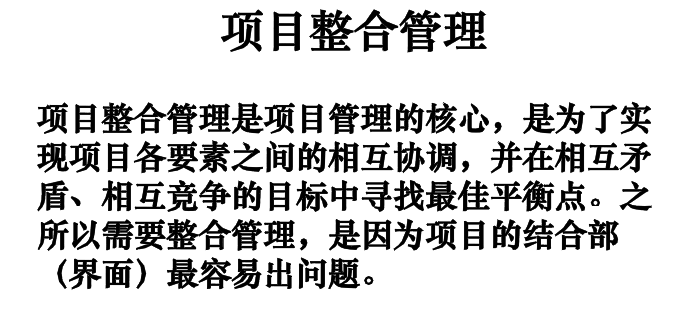 项目整合管理
项目整合管理是项目管理的核心，是为了实
现项目各要素之间的相互协调，并在相互矛
盾、相互竞争的目标中寻找最佳平衡点。之
所以需要整合管理，是因为项目的结合部
（界面）最容易出问题。